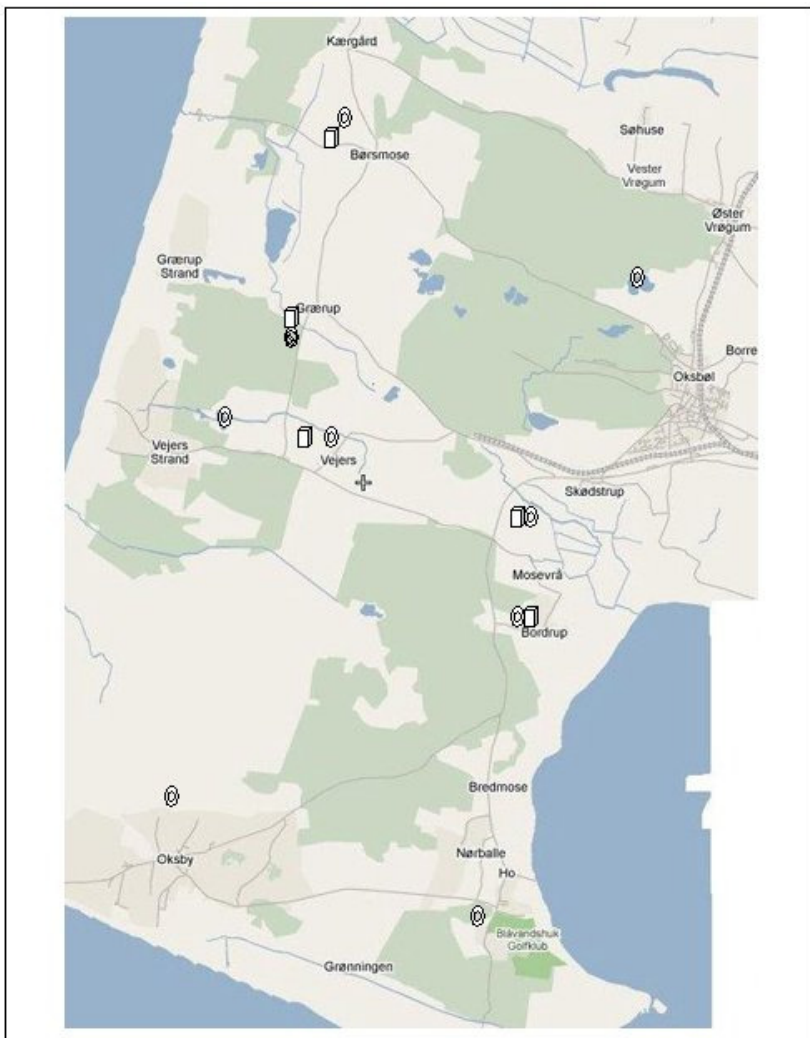 Kærgård
Søhuse
Børsmose
Vester
Vrøgum
Øster
Vrøgum
Grærup
Strand
Grærup
Borre
Oksbøl
Vejers
Strand
Vejers
Skødstrup
Mosevrå
Bordrup
Bredmose
Nørballe
Oksby
Ho
Blåvandshuk
Golfklub
Grønningen